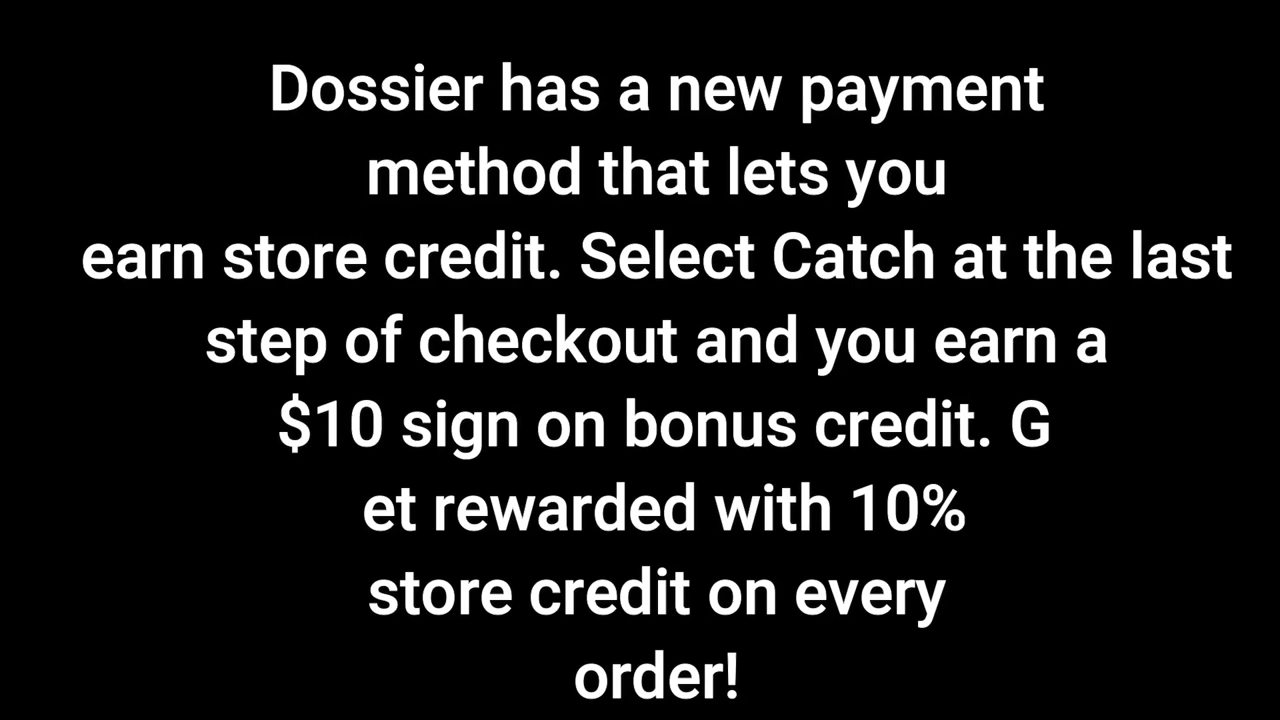 Dossier has a new payment
method that lets you
earn store credit. Select Catch at the last
step of checkout and you earn a
$10 sign on bonus credit. G
et rewarded with 10%
store credit on every
order!